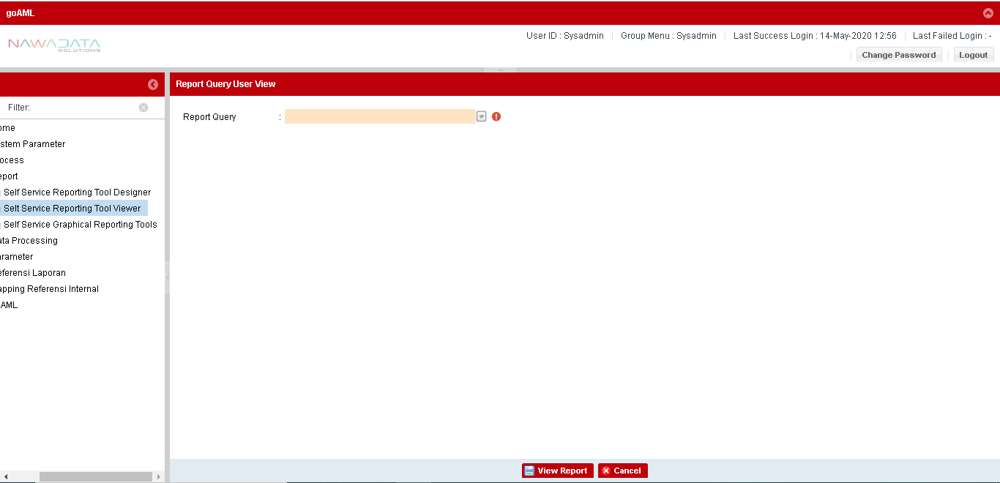 goAML
NAWADATA
SOLUTIONS
User ID : Sysadmin
Group Menu : Sysadmin
Last Success Login : 14-May-2020 12:56
Last Failed Login : -
Change Password
Logout
Report Query User View
Filter:
ome
stem Parameter
ocess
eport
Self Service Reporting Tool Designer
Selt Service Reporting Tool Viewer
Self Service Graphical Reporting Tools
ata Processing
arameter
eferensi Laporan
apping Referensi Internal
AML
Report Query :
View Report
Cancel